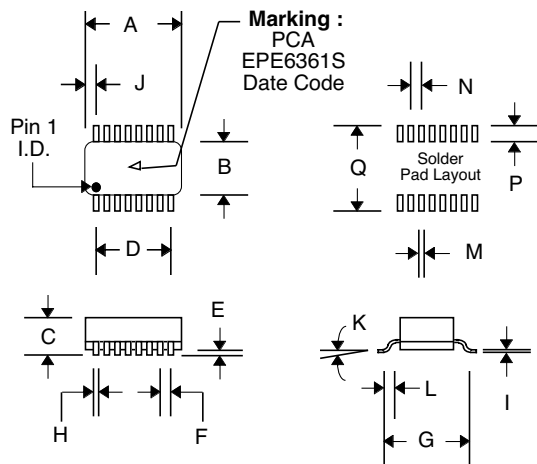 A
Marking :
PCA
EPE6361S
Date Code
J
N
Pin 1
I.D.
B
Q
Solder
Pad Layout
P
D
M
E
C
K
H
F
L
G
I